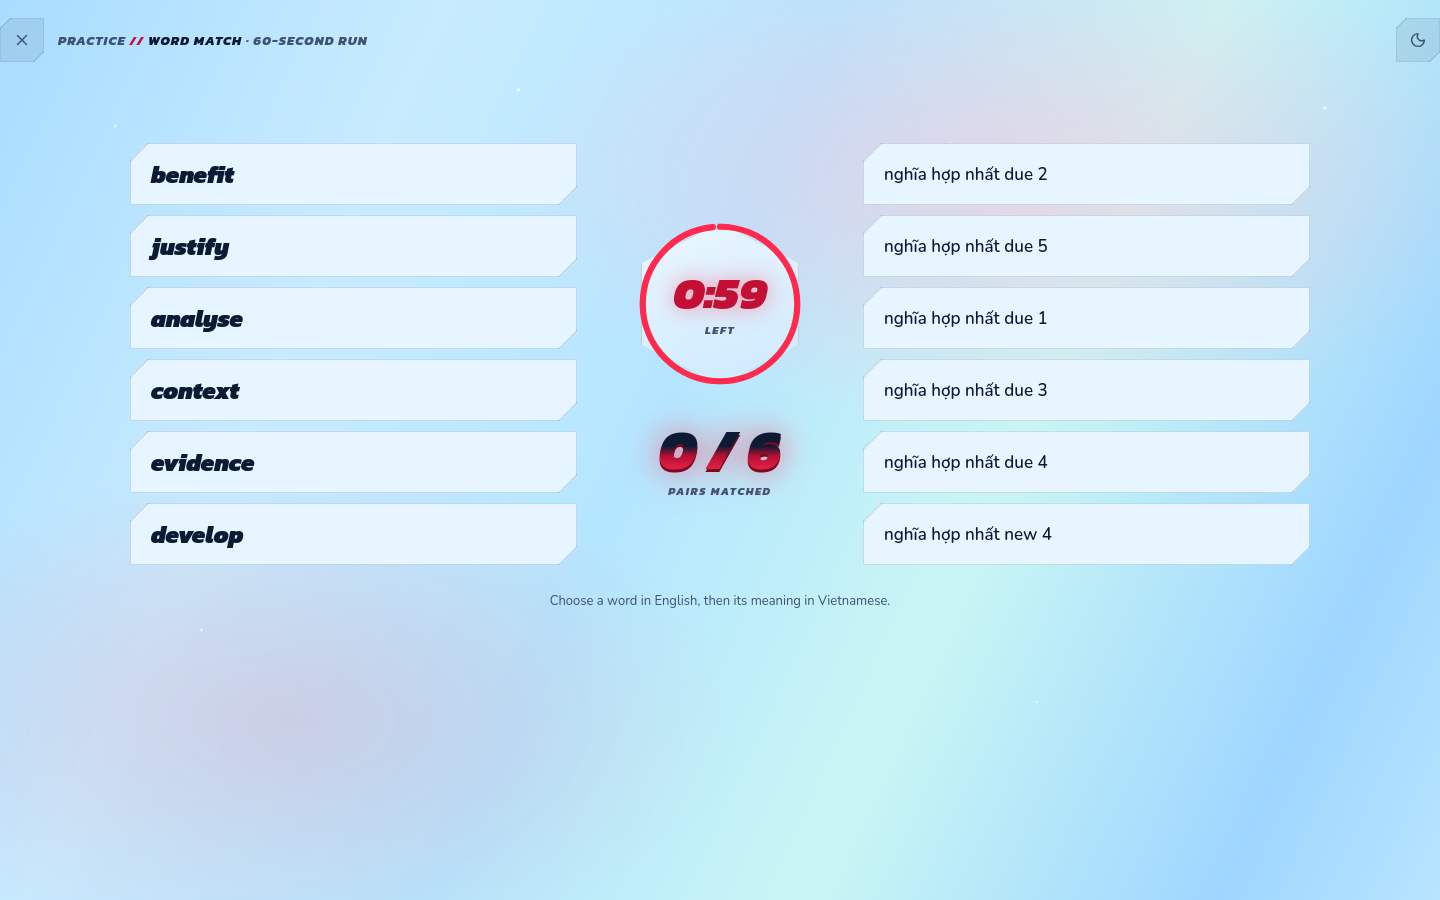 PRACTICE // WORD MATCH · 60-SECOND RUN
benefit
justify
analyse
context
evidence
develop
0:59
LEFT
0 / 6
PAIRS MATCHED
nghĩa hợp nhất due 2
nghĩa hợp nhất due 5
nghĩa hợp nhất due 1
nghĩa hợp nhất due 3
nghĩa hợp nhất due 4
nghĩa hợp nhất new 4
Choose a word in English, then its meaning in Vietnamese.